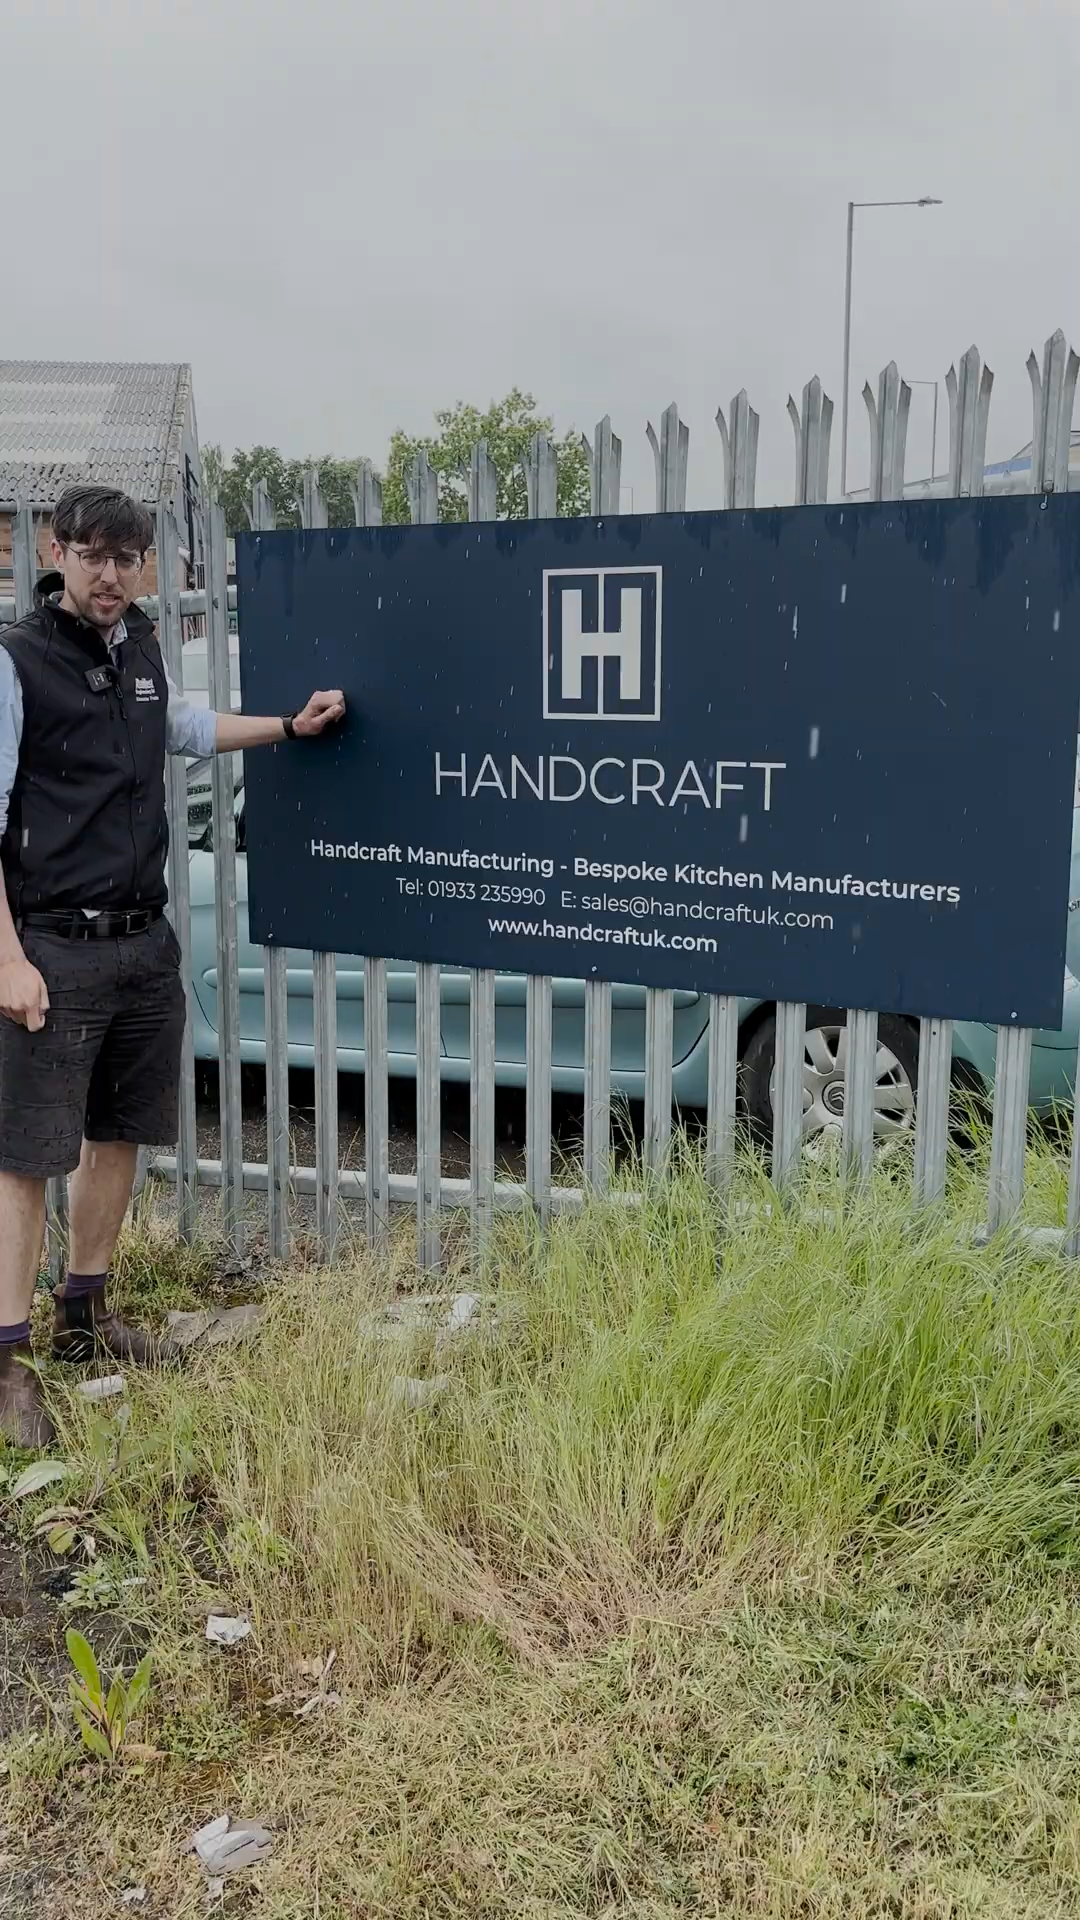 H
HANDCRAFT
Handcraft Manufacturing - Bespoke Kitchen Manufacturers
Tel: 01933 235990 E: sales@handcraftuk.com
www.handcraftuk.com